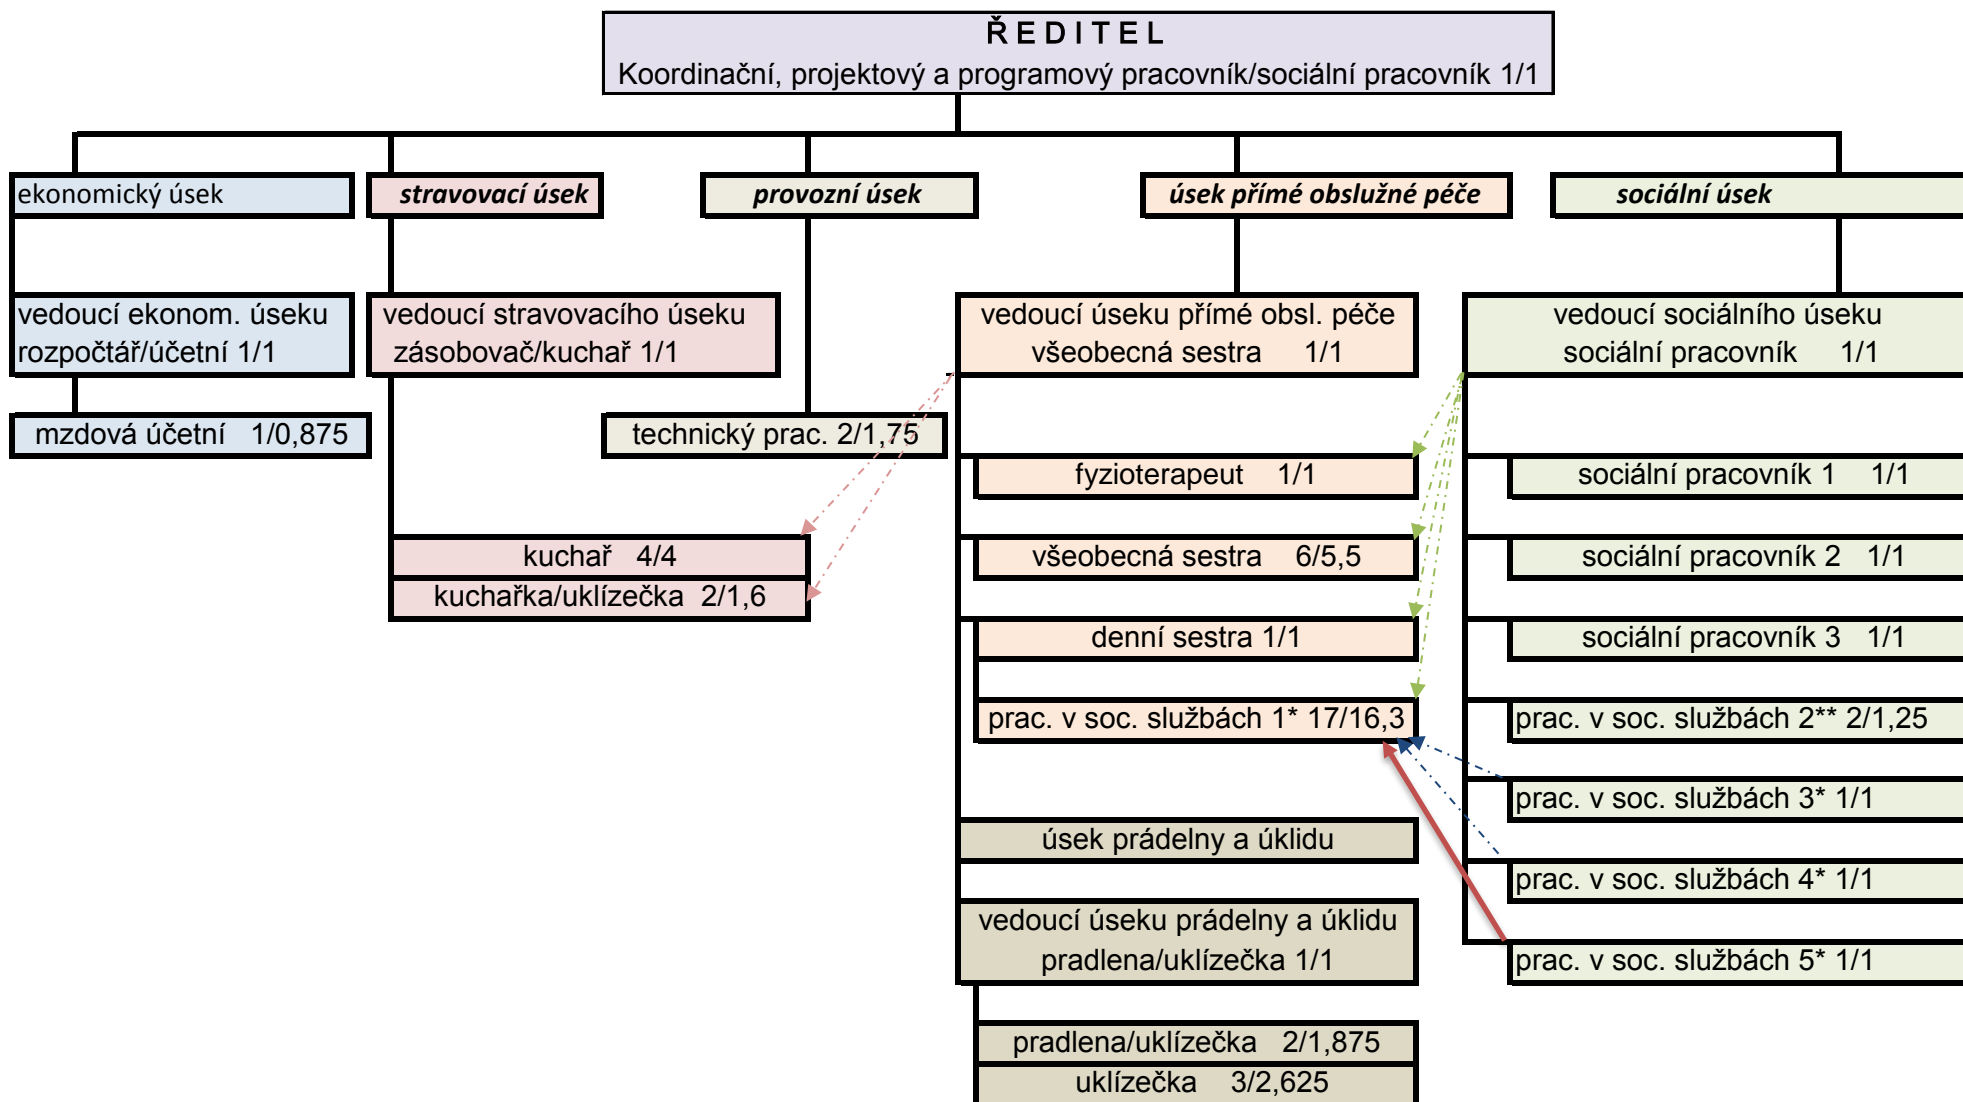 Ř E D I T E L
Koordinační, projektový a programový pracovník/sociální pracovník 1/1
ekonomický úsek
stravovací úsek
provozní úsek
úsek přímé obslužné péče
sociální úsek
vedoucí ekonom. úseku
rozpočtář/účetní 1/1
vedoucí stravovacího úseku
zásobovač/kuchař 1/1
vedoucí úseku přímé obsl. péče
všeobecná sestra 1/1
vedoucí sociálního úseku
sociální pracovník 1/1
mzdová účetní 1/0,875
technický prac. 2/1,75
fyzioterapeut 1/1
sociální pracovník 1 1/1
kuchař 4/4
všeobecná sestra 6/5,5
sociální pracovník 2 1/1
kuchařka/uklízečka 2/1,6
denní sestra 1/1
sociální pracovník 3 1/1
prac. v soc. službách 1* 17/16,3
prac. v soc. službách 2** 2/1,25
prac. v soc. službách 3* 1/1
úsek prádelny a úklidu
prac. v soc. službách 4* 1/1
vedoucí úseku prádelny a úklidu
pradlena/uklízečka 1/1
prac. v soc. službách 5* 1/1
pradlena/uklízečka 2/1,875
uklízečka 3/2,625